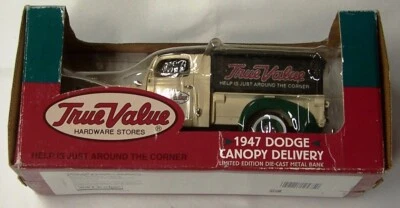 True Value
HELP IS JUST AROUND THE CORNER
True Value
HARDWARE STORES
HELP IS JUST AROUND THE CORNER
1947 DODGE
CANOPY DELIVERY
LIMITED EDITION DIE-CAST METAL BANK